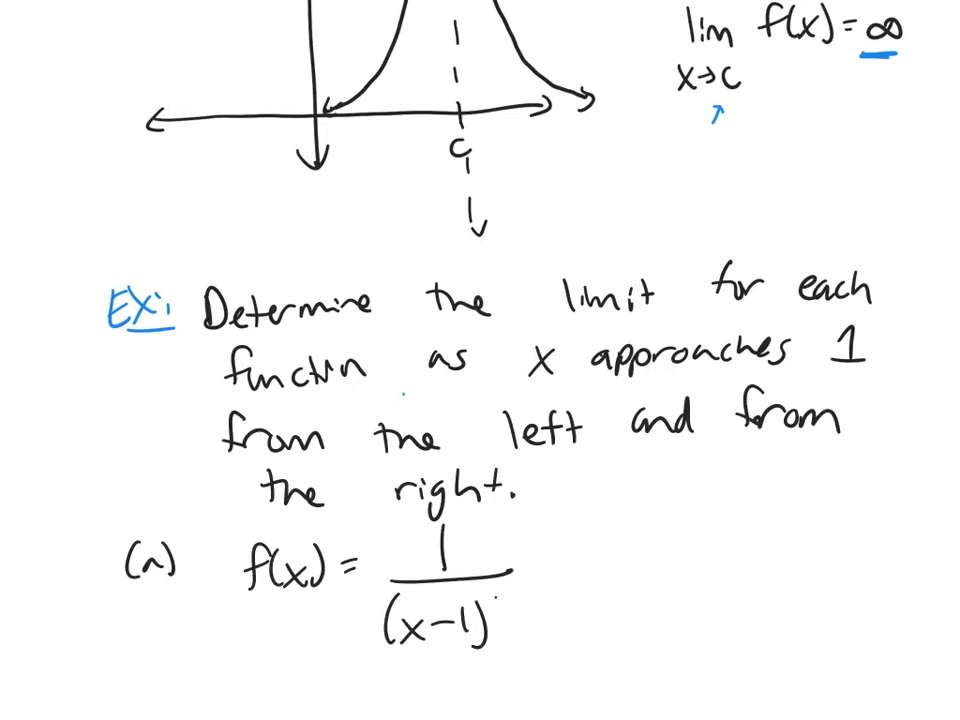 lim f(x) = ∞
x→c
c
Ex: Determine the limit for each
function as x approaches 1
from the left and from
the right.
(a) f(x) = 1
(x-1)